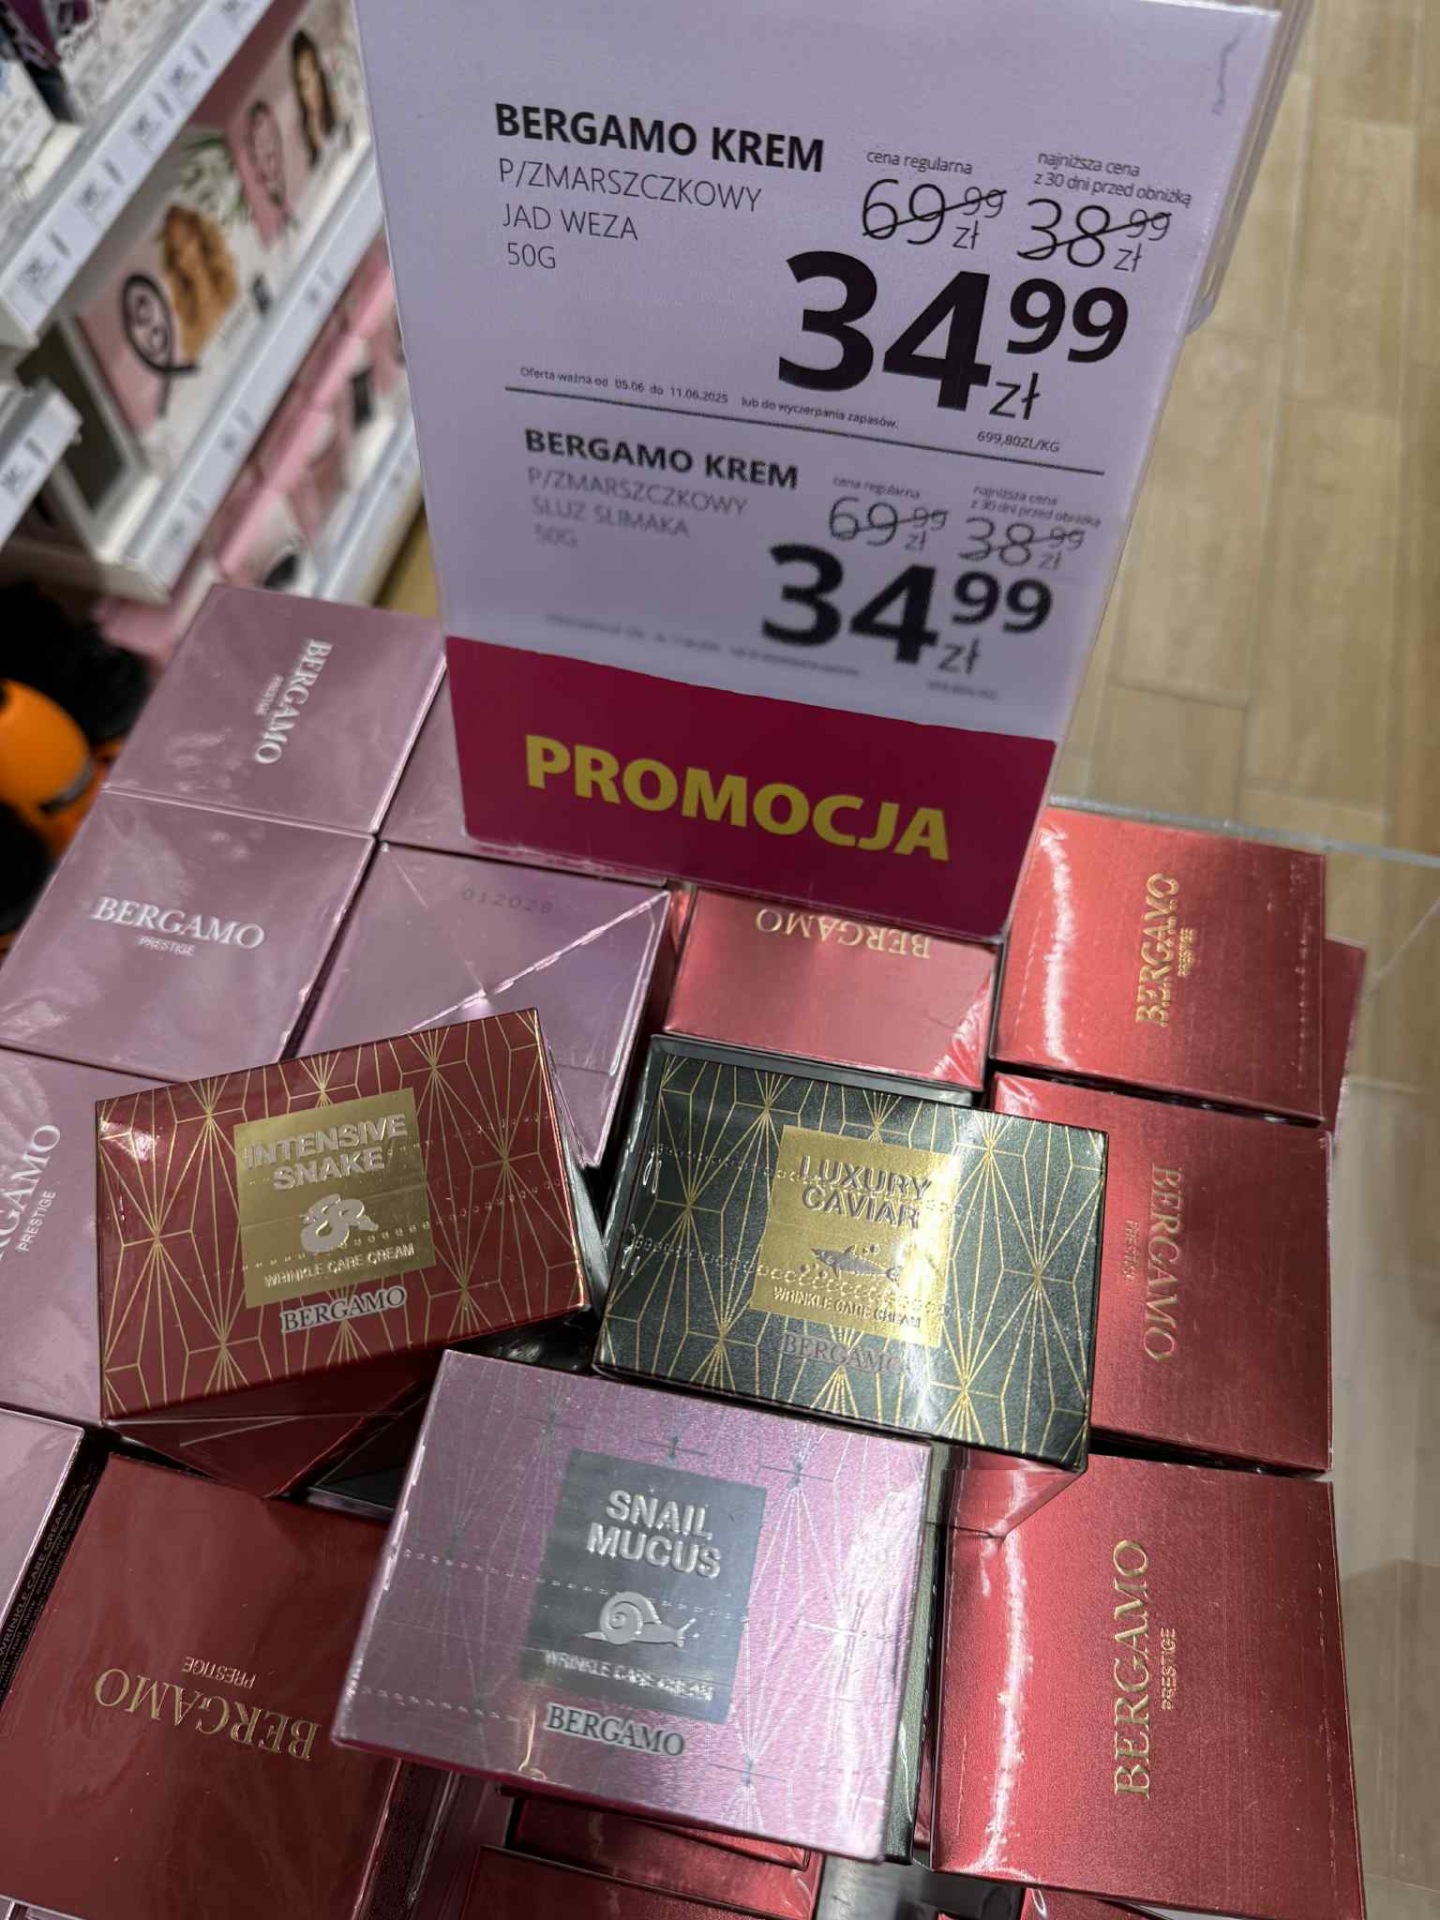 BERGAMO KREM
P/ZMARSZCZKOWY
JAD WEZA
50G
cena regularna
69 99 zł
najniższa cena
z 30 dni przed obniżką
38 99 zł
34 99 zł
Oferta ważna od 05.06 do 11.06.2025 lub do wyczerpania zapasów.
699,80ZL/KG
BERGAMO KREM
P/ZMARSZCZKOWY
SLUZ SLIMAKA
50G
cena regularna
69 99 zł
najniższa cena
z 30 dni przed obniżką
38 99 zł
34 99 zł
PROMOCJA
BERGAMO
PRESTIGE
BERGAMO
PRESTIGE
012028
BERGAMO
BERGAMO
PRESTIGE
BERGAMO
PRESTIGE
INTENSIVE
SNAKE
WRINKLE CARE CREAM
BERGAMO
LUXURY
CAVIAR
WRINKLE CARE CREAM
BERGAMO
BERGAMO
PRESTIGE
SNAIL
MUCUS
WRINKLE CARE CREAM
BERGAMO
BERGAMO
PRESTIGE
BERGAMO
PRESTIGE
WRINKLE CARE CREAM